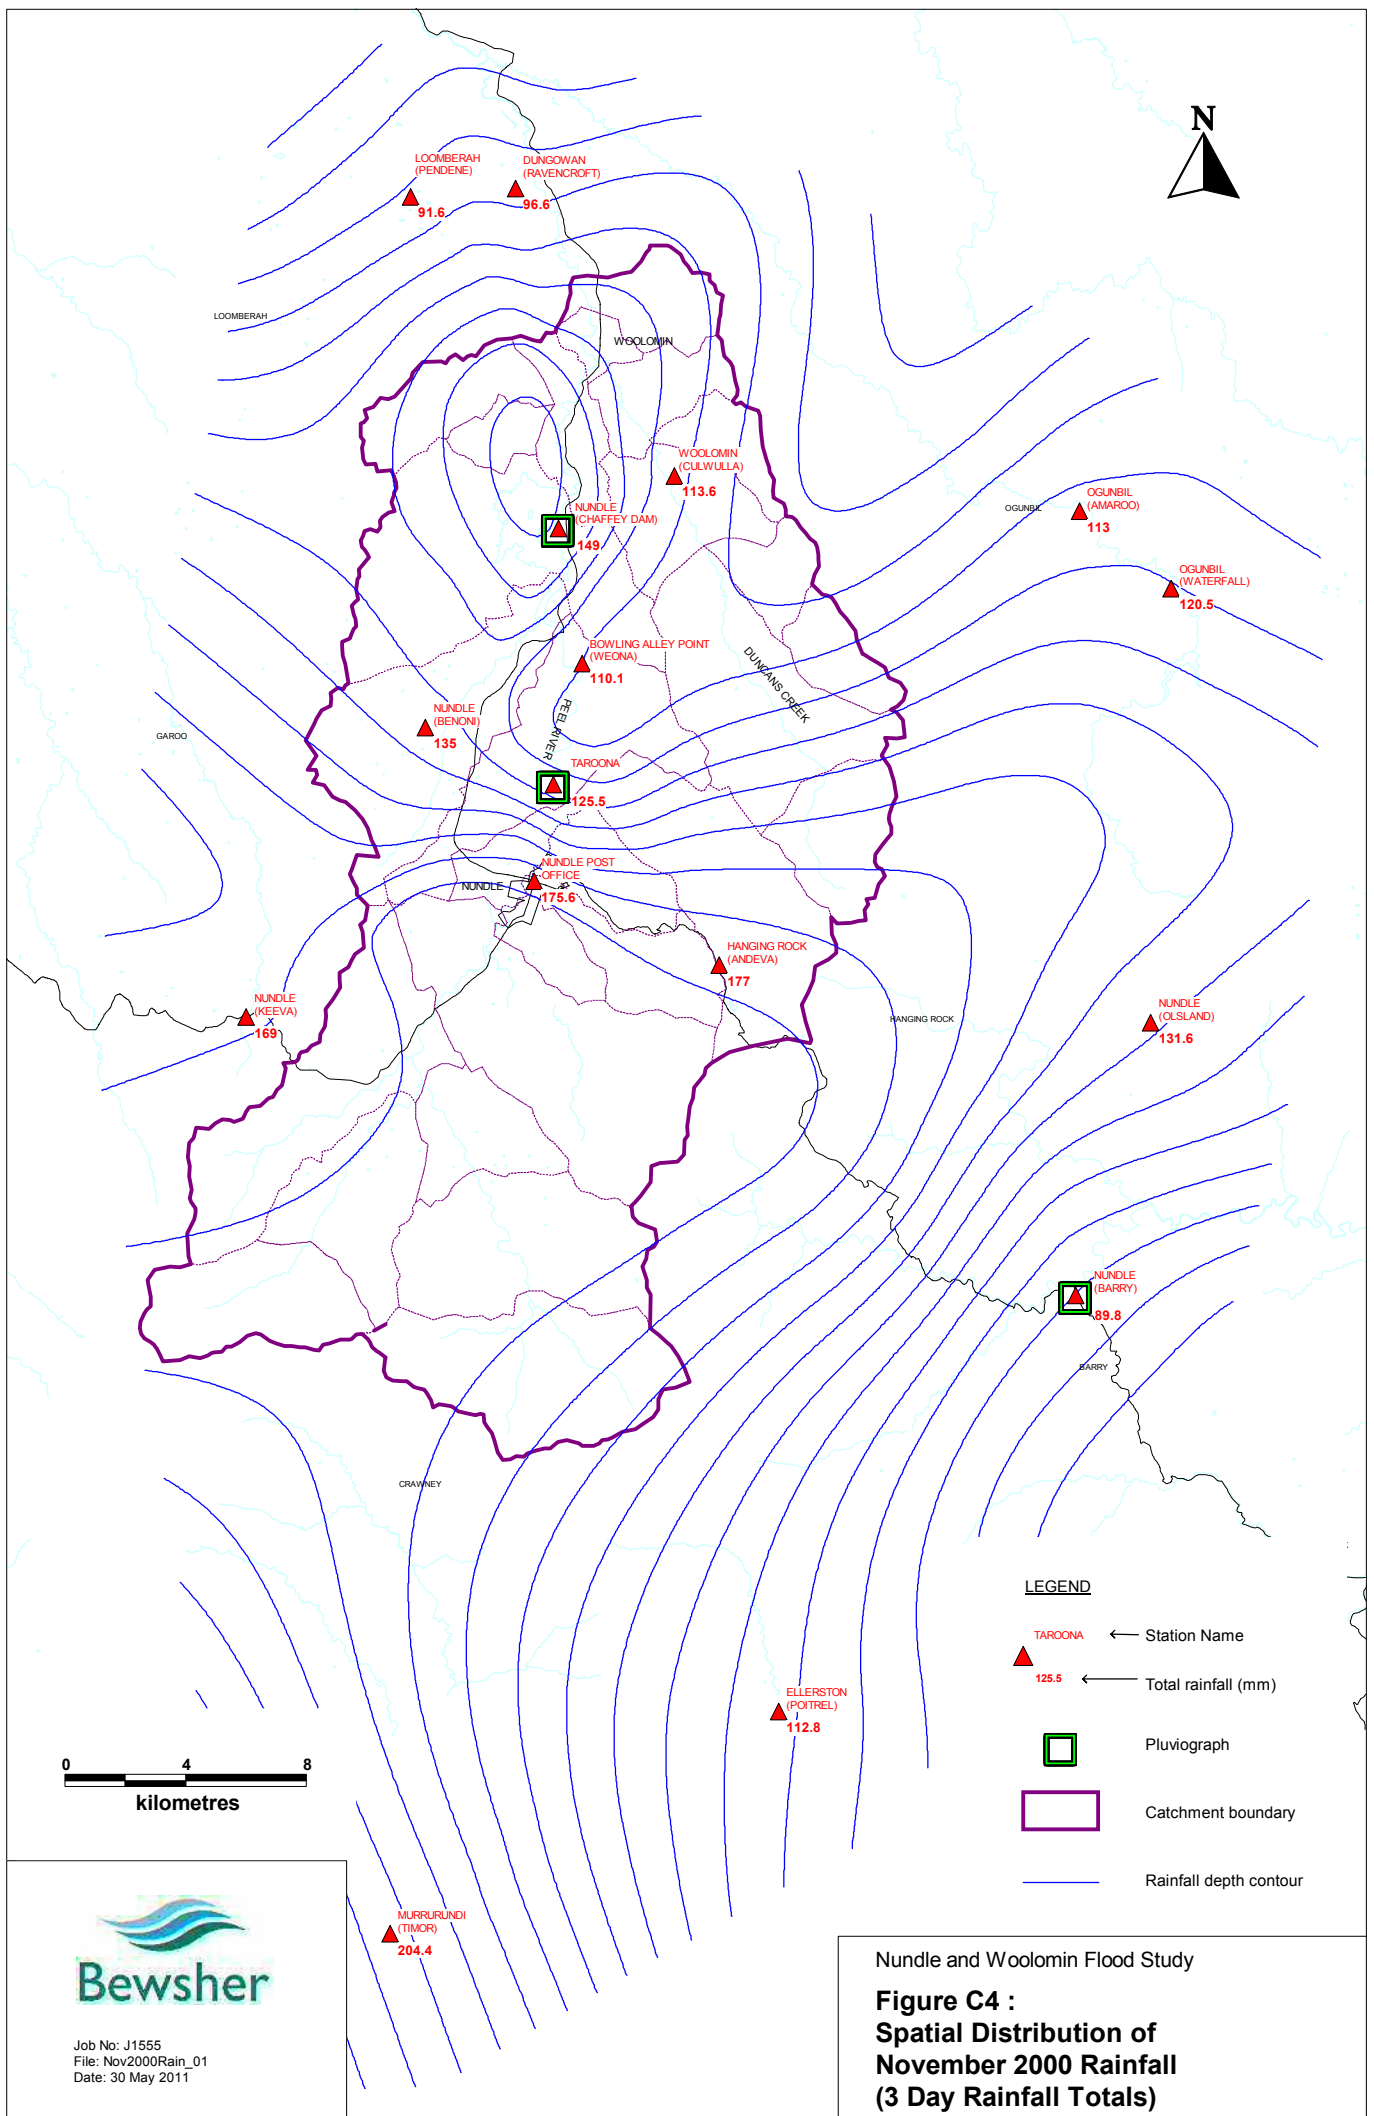 N
LOOMBERAH
(PENDENE)
91.6
DUNGOWAN
(RAVENCROFT)
96.6
LOOMBERAH
WOOLOMIN
WOOLOMIN
(CULWULLA)
113.6
NUNDLE
(CHAFFEY DAM)
149
OGUNBIL
OGUNBIL
(AMAROO)
113
OGUNBIL
(WATERFALL)
120.5
BOWLING ALLEY POINT
(WEONA)
110.1
DUNCANS CREEK
PEEL RIVER
NUNDLE
(BENONI)
135
GAROO
TAROONA
125.5
NUNDLE POST
OFFICE
175.6
NUNDLE
HANGING ROCK
(ANDEVA)
177
NUNDLE
(KEEVA)
169
HANGING ROCK
NUNDLE
(OLSLAND)
131.6
NUNDLE
(BARRY)
89.8
BARRY
CRAWNEY
ELLERSTON
(POITREL)
112.8
MURRURUNDI
(TIMOR)
204.4
LEGEND
TAROONA
Station Name
125.5
Total rainfall (mm)
Pluviograph
Catchment boundary
Rainfall depth contour
0 4 8
kilometres
Bewsher
Job No: J1555
File: Nov2000Rain_01
Date: 30 May 2011
Nundle and Woolomin Flood Study
Figure C4 :
Spatial Distribution of
November 2000 Rainfall
(3 Day Rainfall Totals)